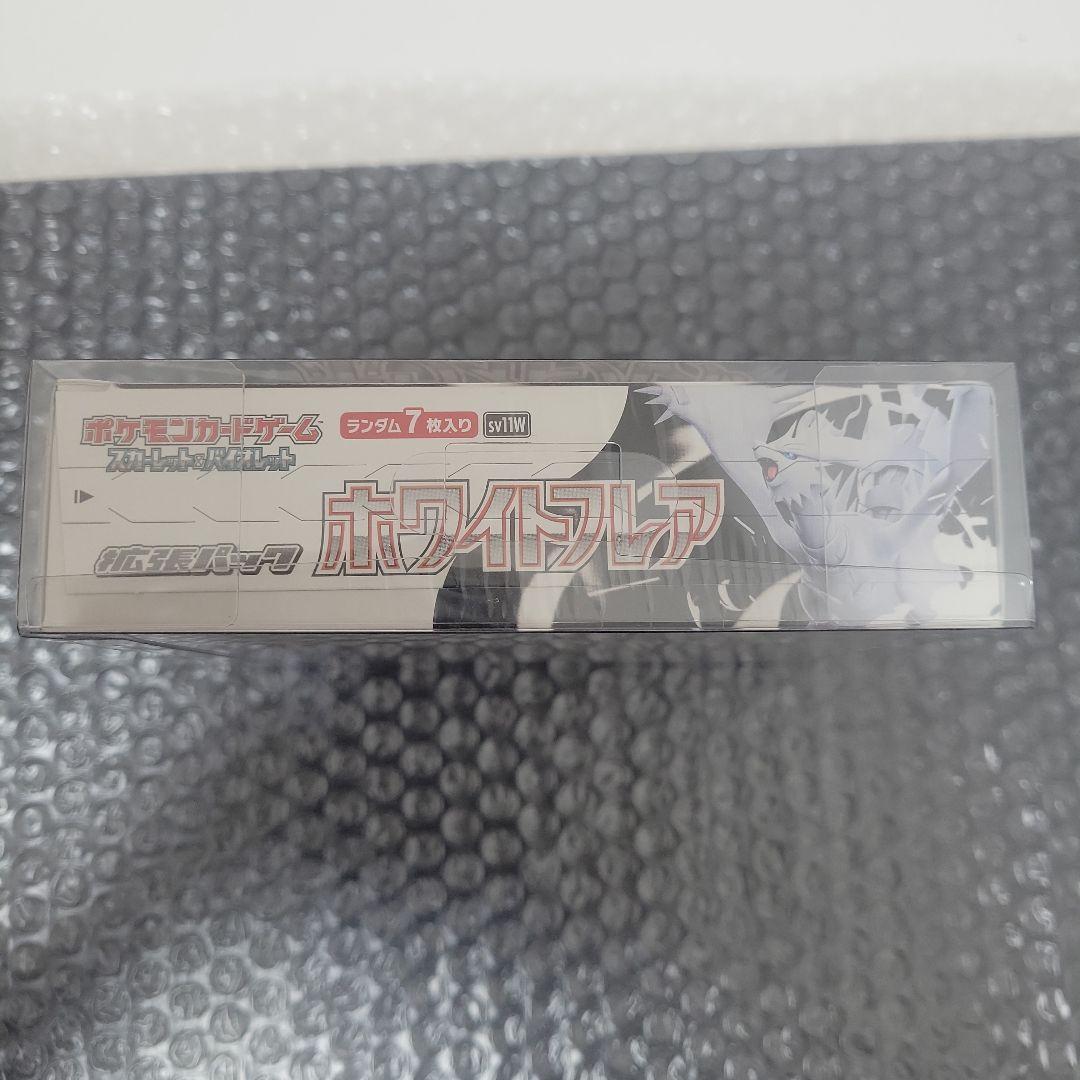 ポケモンカードゲーム
スカーレット&バイオレット
ランダム7枚入り
sv11W
拡張パック
ホワイトフレア